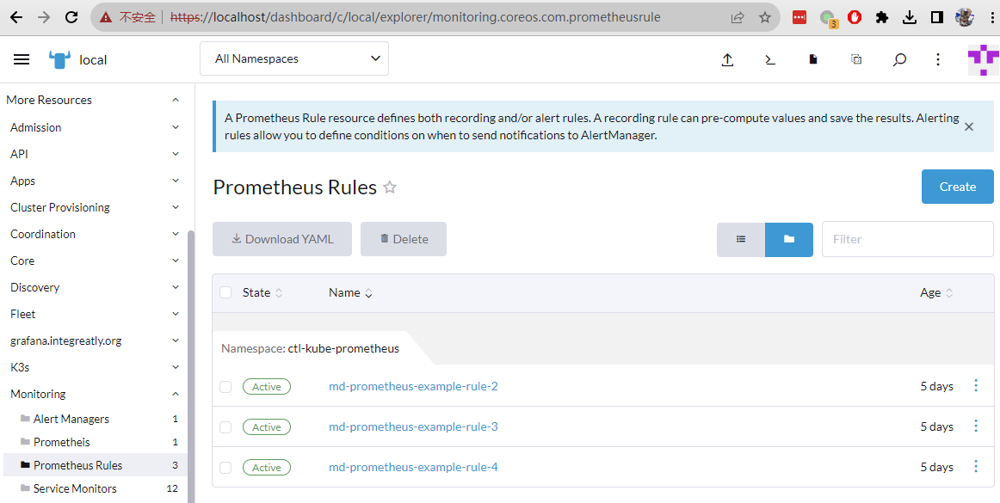 不安全 https://localhost/dashboard/c/local/explorer/monitoring.coreos.com.prometheusrule
3
local
All Namespaces
More Resources
Admission
API
Apps
Cluster Provisioning
Coordination
Core
Discovery
Fleet
grafana.integreatly.org
K3s
Monitoring
Alert Managers 1
Prometheis 1
Prometheus Rules 3
Service Monitors 12
A Prometheus Rule resource defines both recording and/or alert rules. A recording rule can pre-compute values and save the results. Alerting
rules allow you to define conditions on when to send notifications to AlertManager.
Prometheus Rules
Create
Download YAML Delete
Filter
State Name Age
Namespace: ctl-kube-prometheus
Active md-prometheus-example-rule-2 5 days
Active md-prometheus-example-rule-3 5 days
Active md-prometheus-example-rule-4 5 days